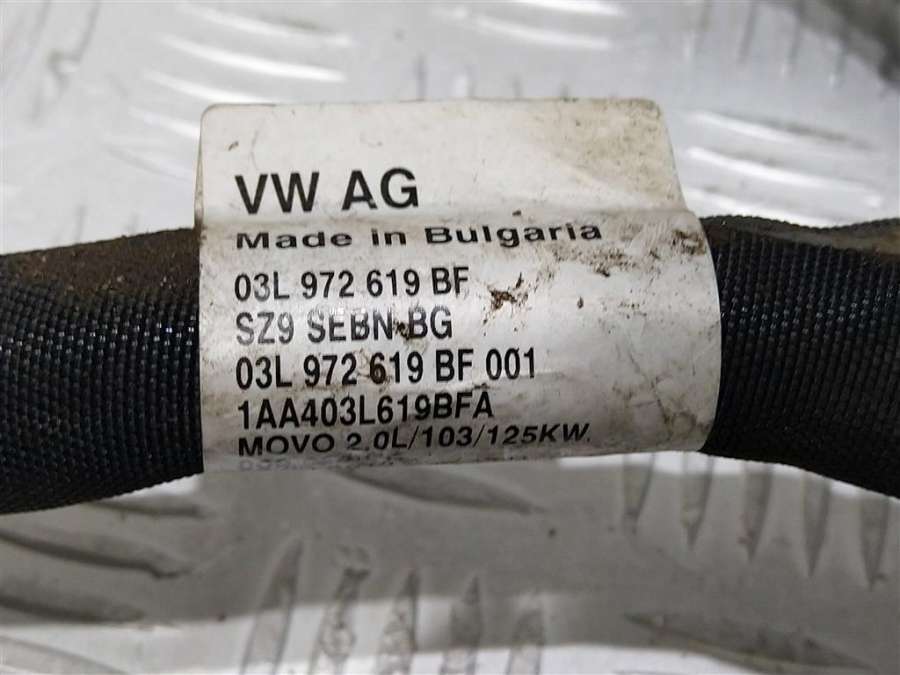 VW AG
Made in Bulgaria
03L 972 619 BF
SZ9 SEBN-BG
03L 972 619 BF 001
1AA403L619BFA
MOVO 2.0L/103/125KW